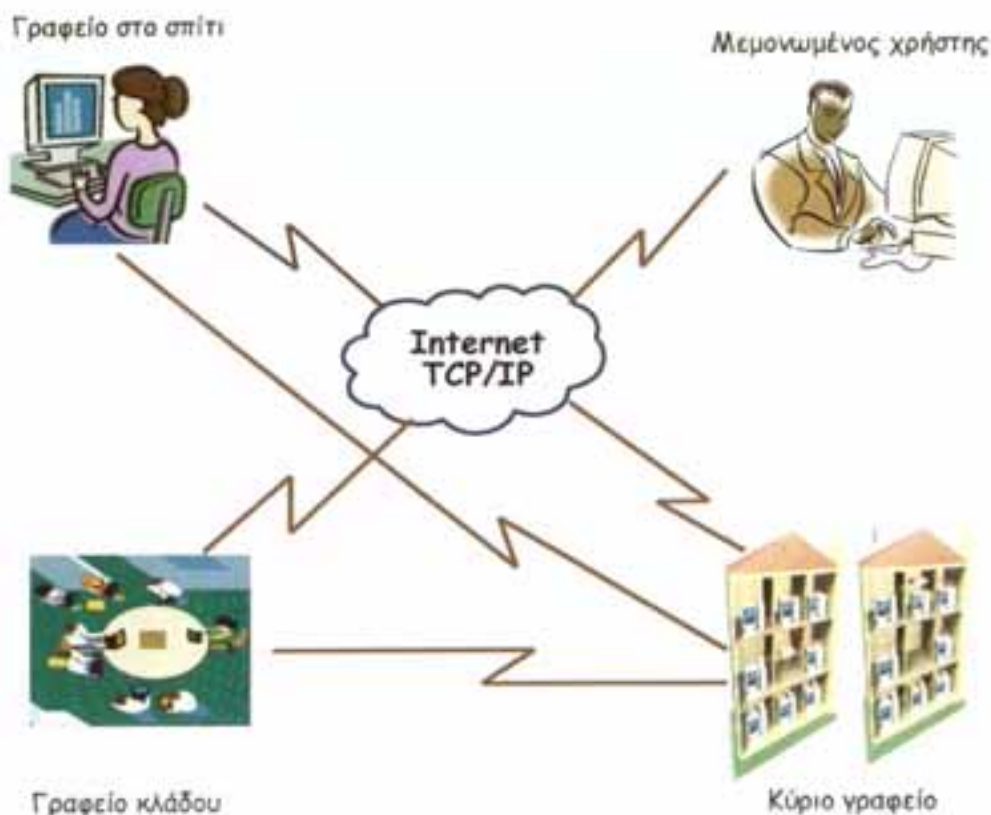 Γραφείο στο σπίτι
Μεμονωμένος χρήστης
Internet
TCP/IP
Γραφείο κλάδου
Κύριο γραφείο